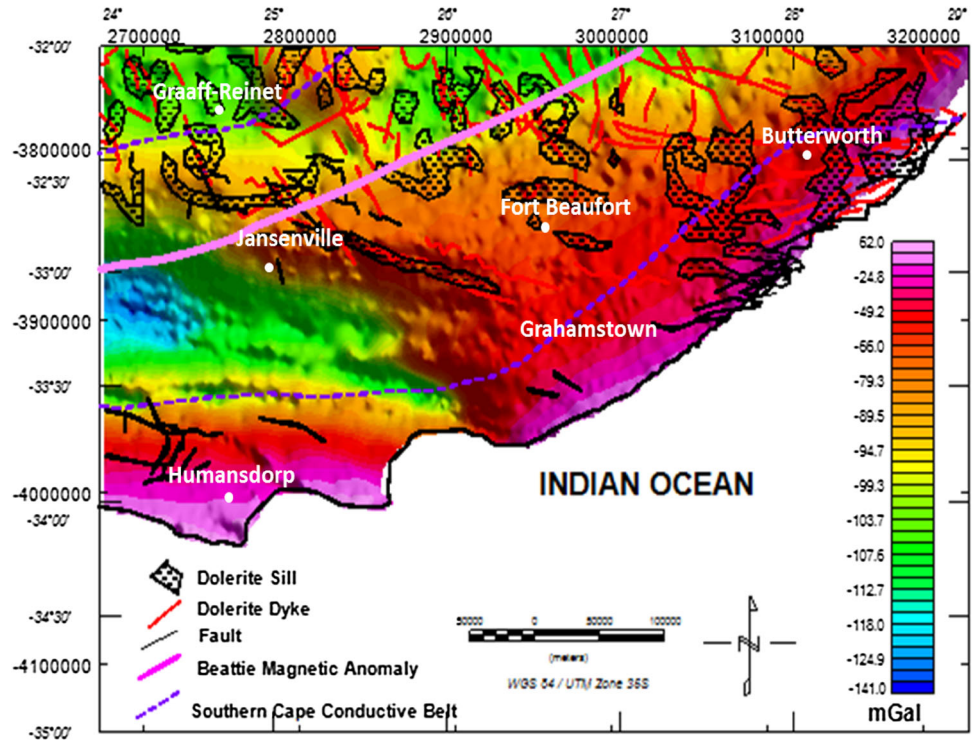 24° 25° 26° 27° 28° 29°
2700000 2800000 2900000 3000000 3100000 3200000
-32°00'
Graaff-Reinet
Butterworth
-3800000
-32°30'
Fort Beaufort
Jansenville
-33°00'
-3900000
Grahamstown
-33°30'
Humansdorp
-4000000
-34°00'
INDIAN OCEAN
62.0
-24.8
-49.2
-66.0
-79.3
-89.5
-94.7
-99.3
-103.7
-107.6
-112.7
-118.0
-124.9
-141.0
mGal
Dolerite Sill
Dolerite Dyke
Fault
Beattie Magnetic Anomaly
Southern Cape Conductive Belt
-34°30'
-4100000
-35°00'
50000 0 50000 100000
(meters)
WGS 84 / UTM Zone 35S
N